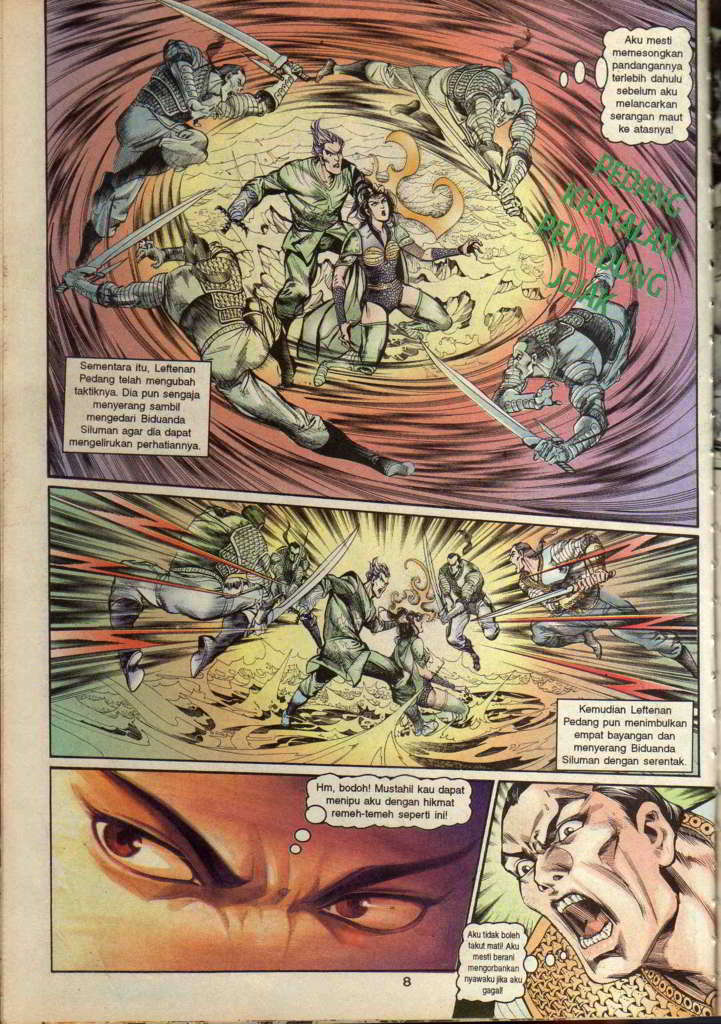 Aku mesti
memesongkan
pandangannya
terlebih dahulu
sebelum aku
melancarkan
serangan maut
ke atasnya!
PEDANG
KHAYALAN
PELINDUNG
JEJAK
Sementara itu, Leftenan
Pedang telah mengubah
taktiknya. Dia pun sengaja
menyerang sambil
mengedari Biduanda
Siluman agar dia dapat
mengelirukan perhatiannya.
Kemudian Leftenan
Pedang pun menimbulkan
empat bayangan dan
menyerang Biduanda
Siluman dengan serentak.
Hm, bodoh! Mustahil kau dapat
menipu aku dengan hikmat
remeh-temeh seperti ini!
Aku tidak boleh
takut mati! Aku
mesti berani
mengorbankan
nyawaku jika aku
gagal!
8